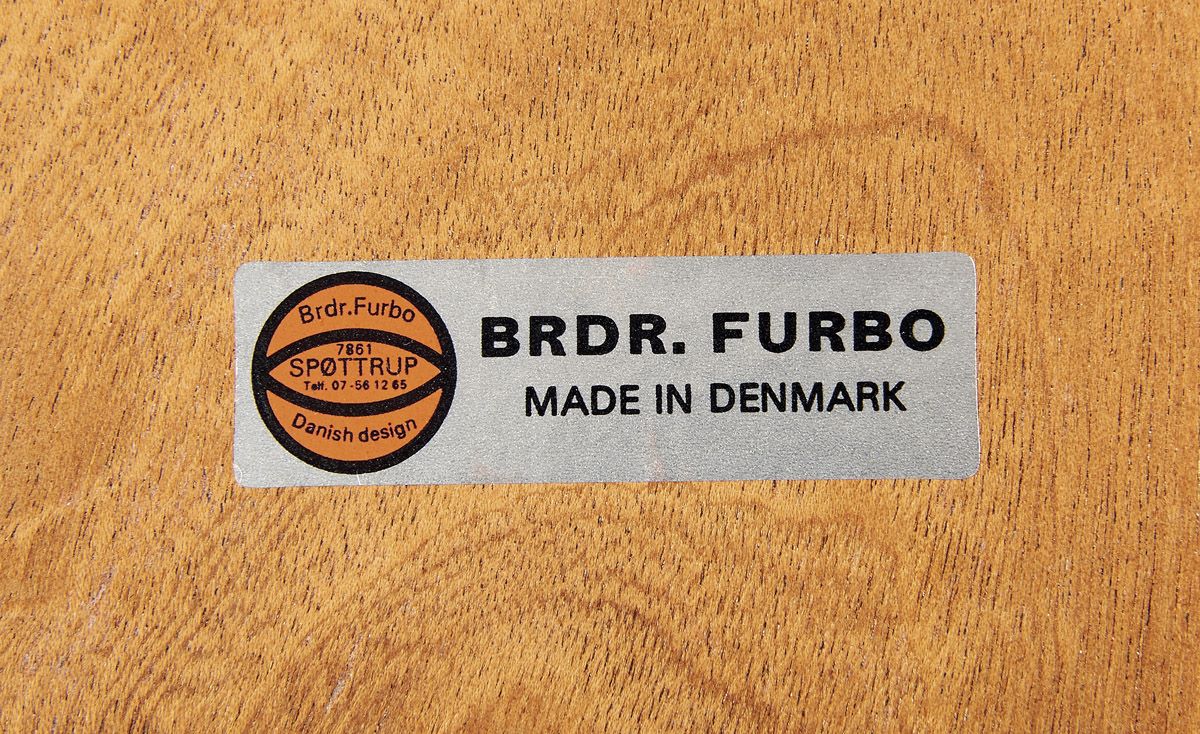 Brdr.Furbo
7861
SPØTTRUP
Telf. 07-56 12 65
Danish design
BRDR. FURBO
MADE IN DENMARK